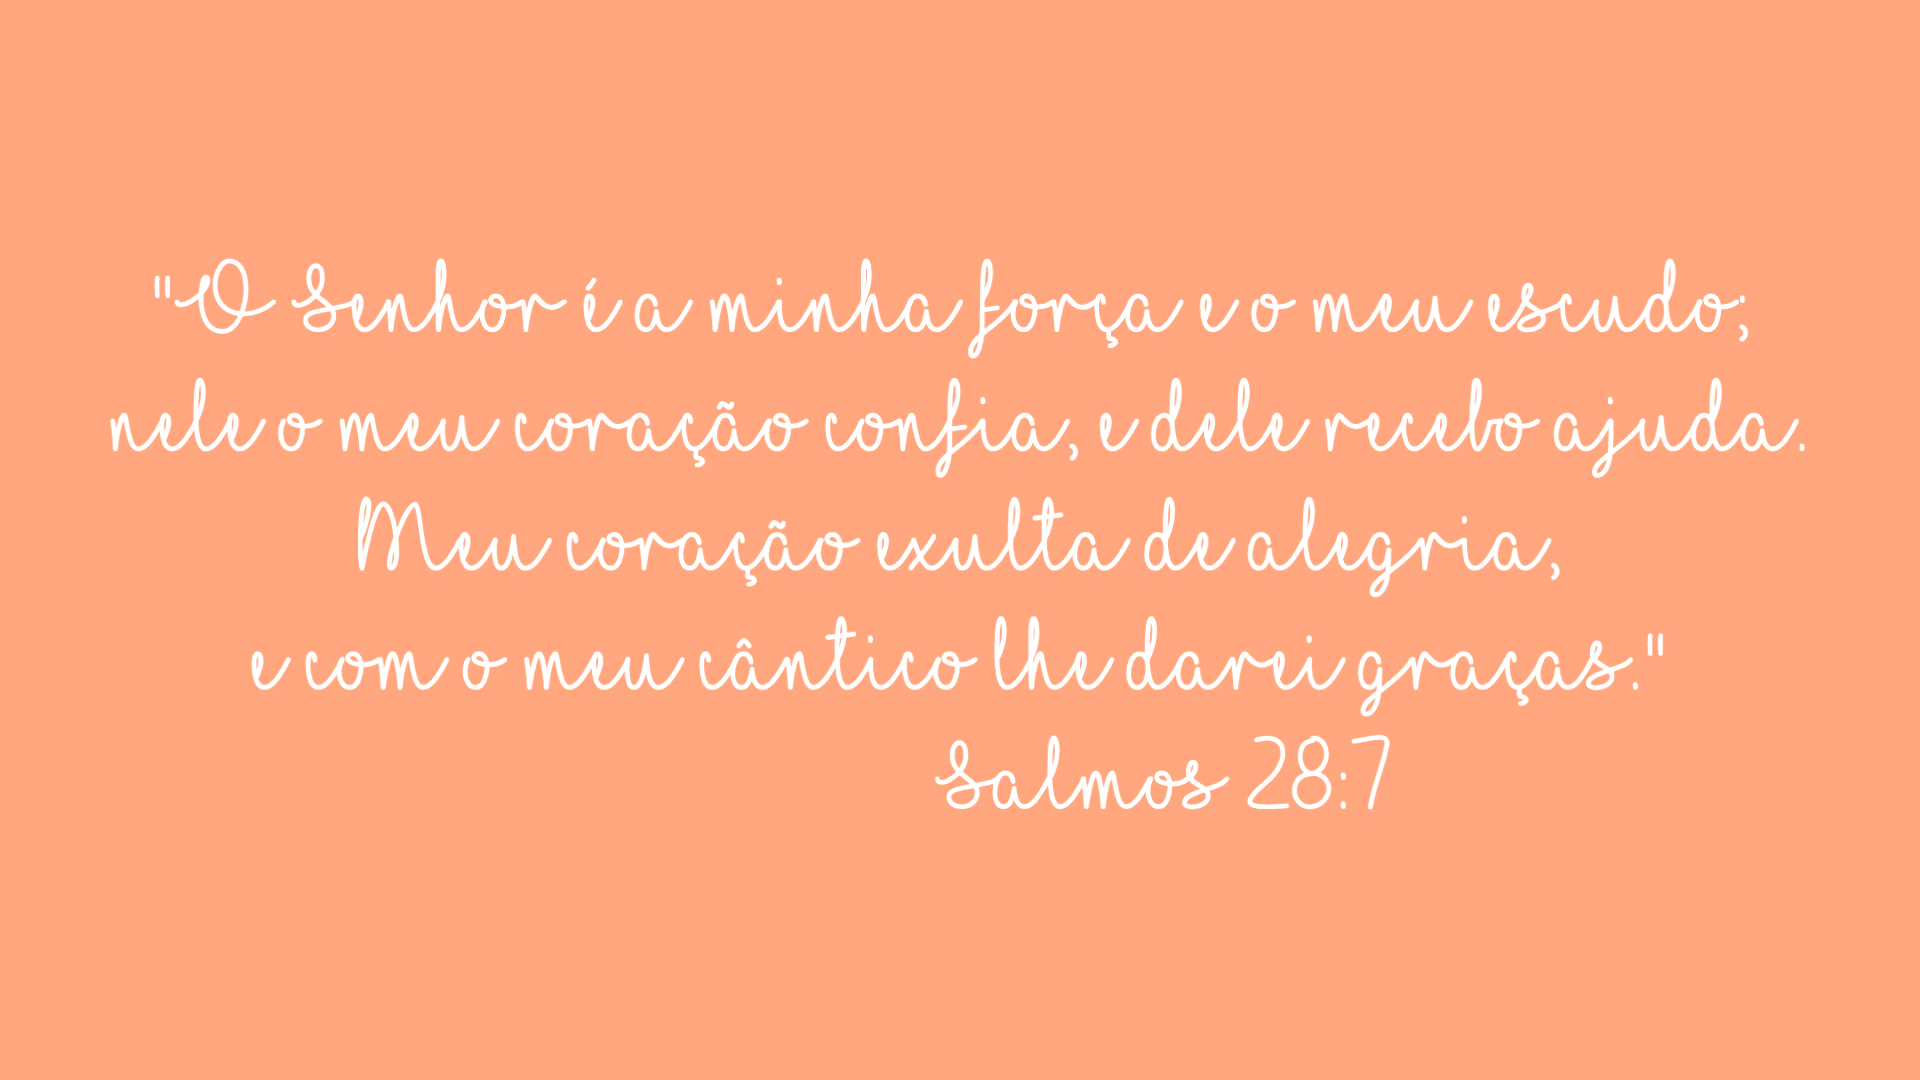 "O Senhor é a minha força e o meu escudo;
nele o meu coração confia, e dele recebo ajuda.
Meu coração exulta de alegria,
e com o meu cântico lhe darei graças."
Salmos 28:7